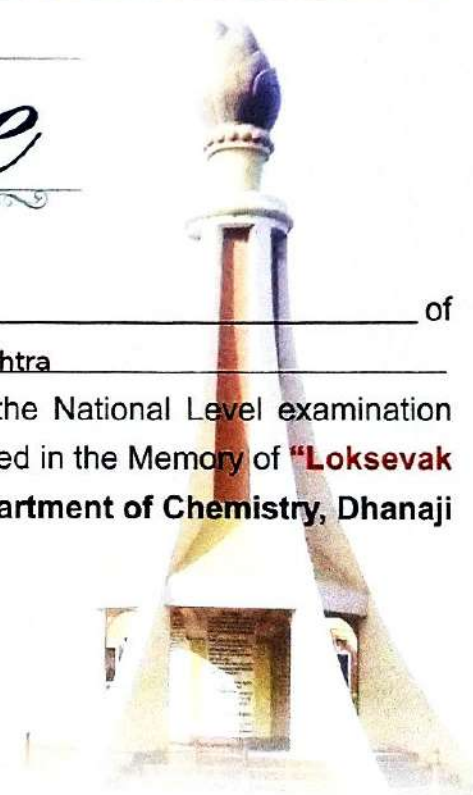 e
of
htra
the National Level examination
ed in the Memory of “Loksevak
artment of Chemistry, Dhanaji